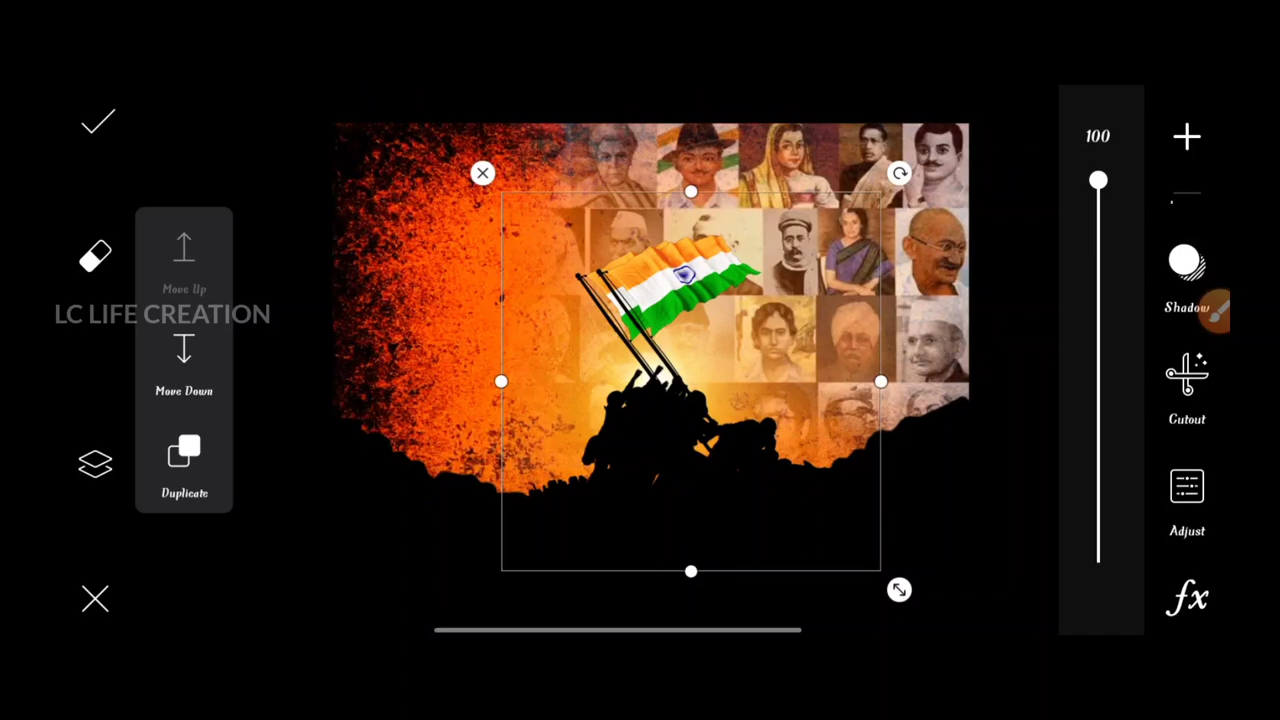 100
Move Up
LC LIFE CREATION
Shadow
Move Down
Cutout
Duplicate
Adjust
fx